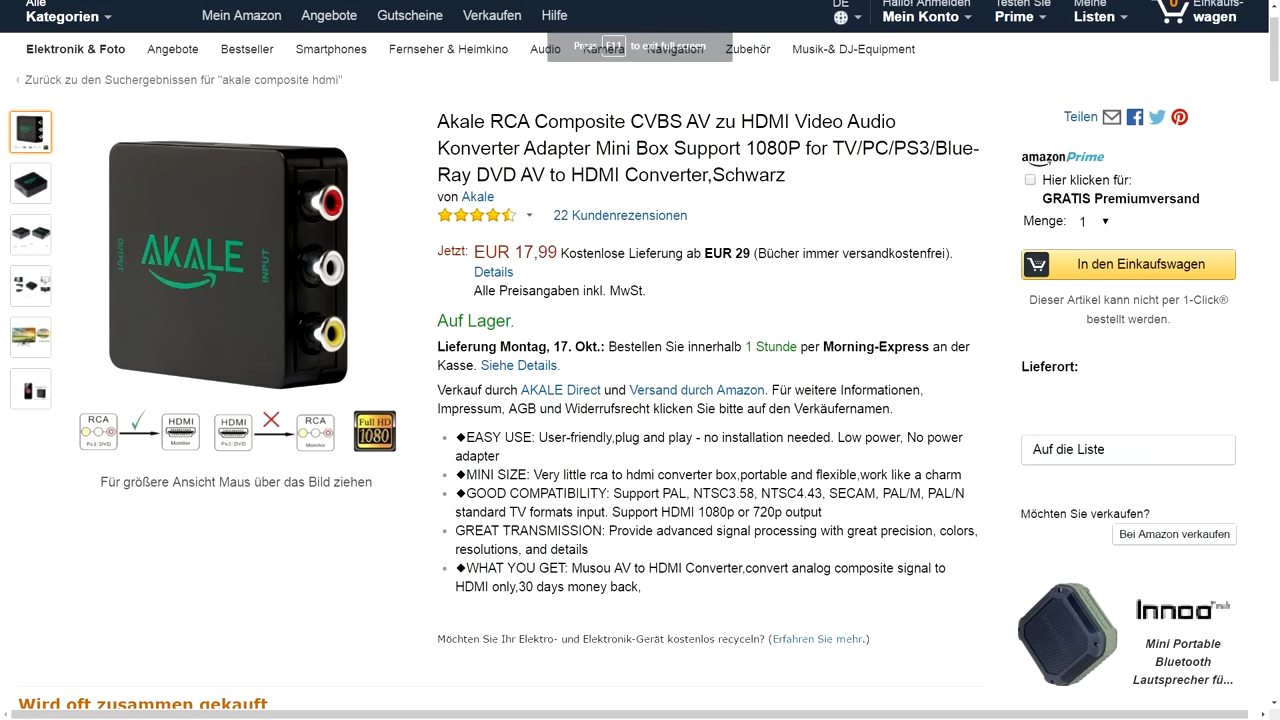 Alle
Kategorien
Mein Amazon Angebote Gutscheine Verkaufen Hilfe
DE
Hallo! Anmelden
Mein Konto
Testen Sie
Prime
Meine
Listen
0
Einkaufs-
wagen
Elektronik & Foto Angebote Bestseller Smartphones Fernseher & Heimkino Audio Kamera Navigation Zubehör Musik-& DJ-Equipment
Press F11 to exit full screen
‹ Zurück zu den Suchergebnissen für "akale composite hdmi"
Akale RCA Composite CVBS AV zu HDMI Video Audio
Konverter Adapter Mini Box Support 1080P for TV/PC/PS3/Blue-
Ray DVD AV to HDMI Converter,Schwarz
von Akale
22 Kundenrezensionen
Jetzt: EUR 17,99 Kostenlose Lieferung ab EUR 29 (Bücher immer versandkostenfrei).
Details
Alle Preisangaben inkl. MwSt.
Auf Lager.
Lieferung Montag, 17. Okt.: Bestellen Sie innerhalb 1 Stunde per Morning-Express an der
Kasse. Siehe Details.
Verkauf durch AKALE Direct und Versand durch Amazon. Für weitere Informationen,
Impressum, AGB und Widerrufsrecht klicken Sie bitte auf den Verkäufernamen.
◆EASY USE: User-friendly,plug and play - no installation needed. Low power, No power
adapter
◆MINI SIZE: Very little rca to hdmi converter box,portable and flexible,work like a charm
◆GOOD COMPATIBILITY: Support PAL, NTSC3.58, NTSC4.43, SECAM, PAL/M, PAL/N
standard TV formats input. Support HDMI 1080p or 720p output
GREAT TRANSMISSION: Provide advanced signal processing with great precision, colors,
resolutions, and details
◆WHAT YOU GET: Musou AV to HDMI Converter,convert analog composite signal to
HDMI only,30 days money back,
Möchten Sie Ihr Elektro- und Elektronik-Gerät kostenlos recyceln? (Erfahren Sie mehr.)
OUTPUT
AKALE
INPUT
RCA
Ps3 DVD
HDMI
Monitor
HDMI
Ps3 DVD
RCA
Monitor
Full HD
1080
Für größere Ansicht Maus über das Bild ziehen
Teilen
amazonPrime
Hier klicken für:
GRATIS Premiumversand
Menge: 1
In den Einkaufswagen
Dieser Artikel kann nicht per 1-Click®
bestellt werden.
Lieferort:
Auf die Liste
Möchten Sie verkaufen?
Bei Amazon verkaufen
Innoo
Mini Portable
Bluetooth
Lautsprecher fü...
Wird oft zusammen gekauft